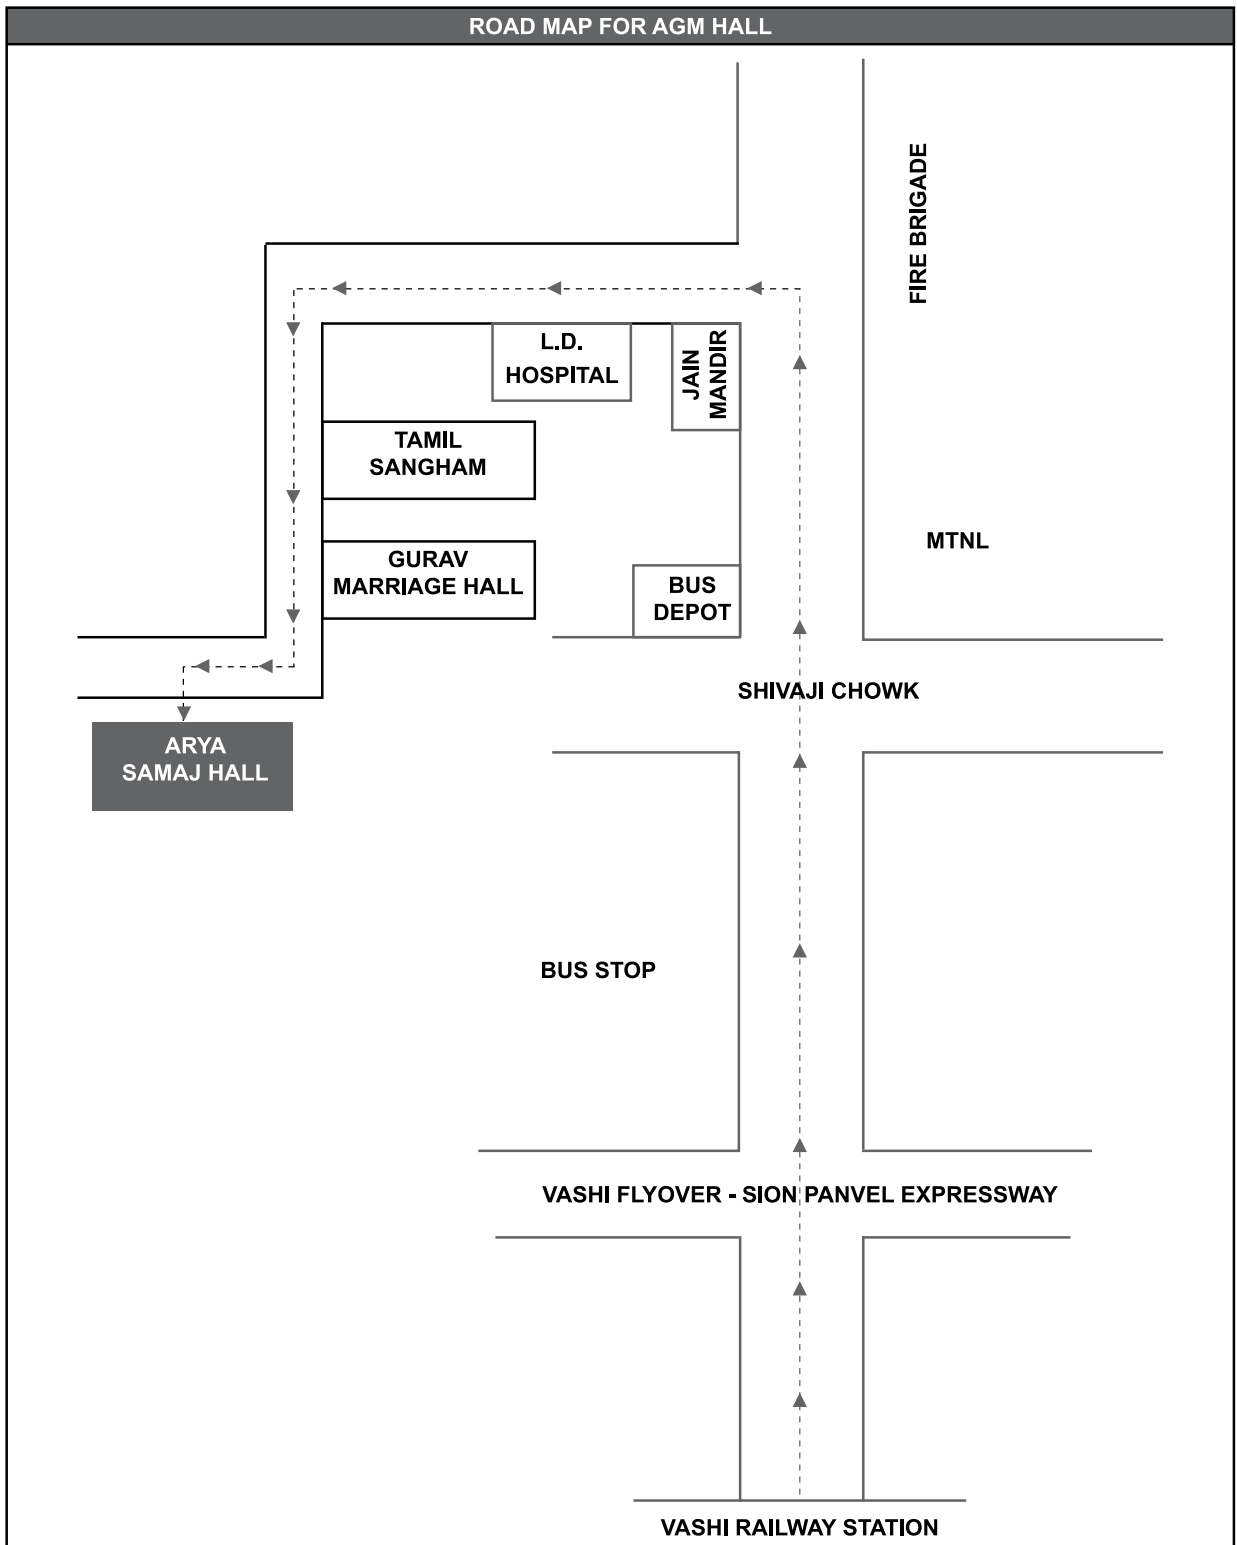 ROAD MAP FOR AGM HALL
FIRE BRIGADE
L.D.
HOSPITAL
JAIN
MANDIR
TAMIL
SANGHAM
MTNL
GURAV
MARRIAGE HALL
BUS
DEPOT
SHIVAJI CHOWK
ARYA
SAMAJ HALL
BUS STOP
VASHI FLYOVER - SION PANVEL EXPRESSWAY
VASHI RAILWAY STATION